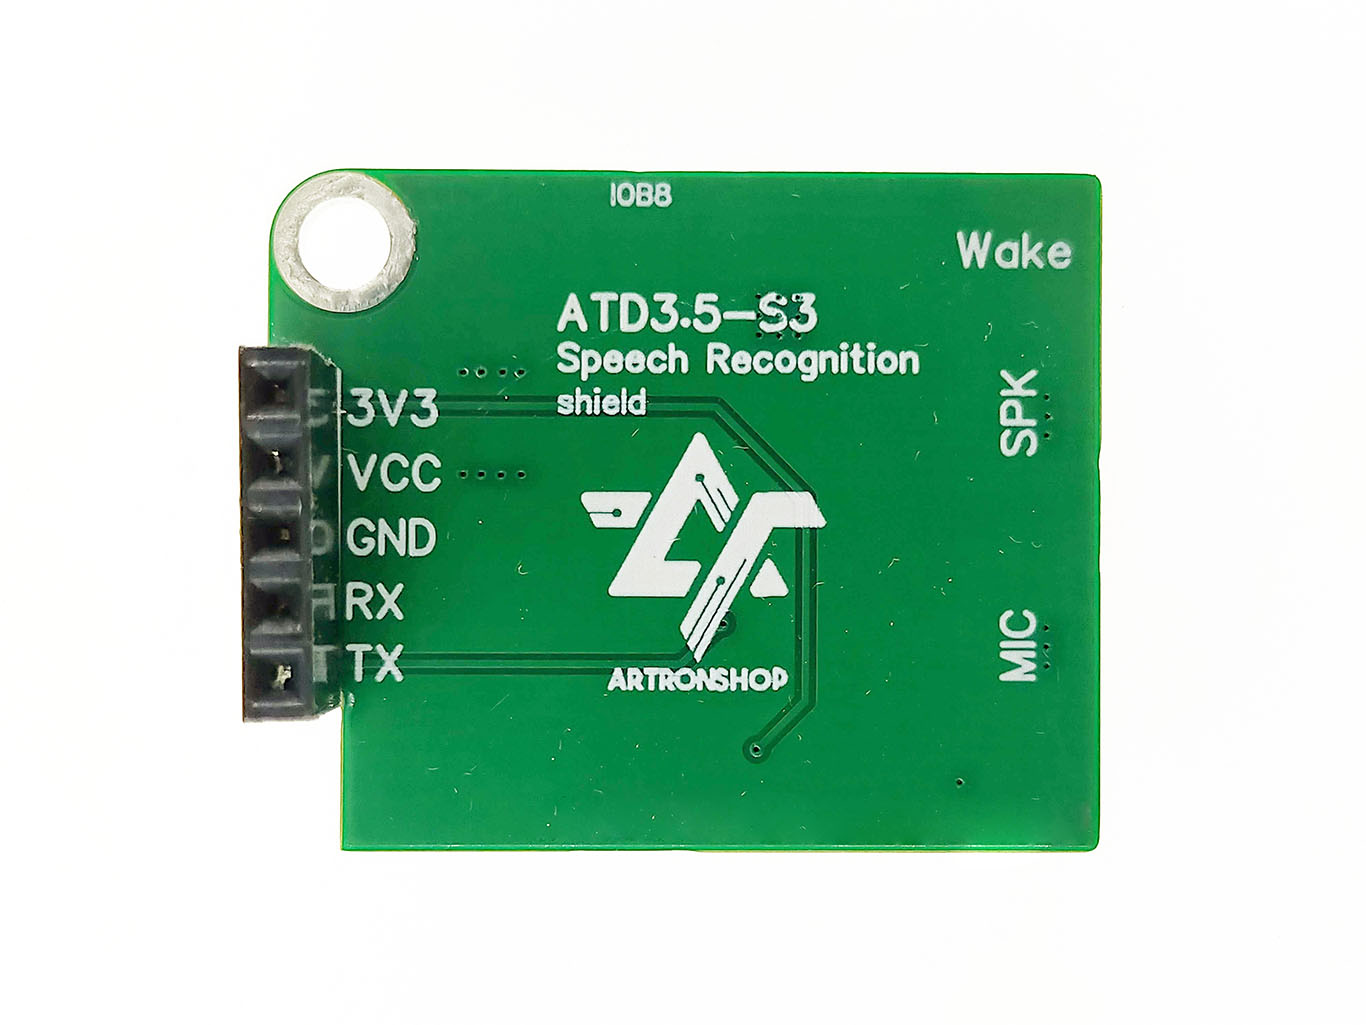 IOB8
Wake
ATD3.5-S3
Speech Recognition
shield
3V3
VCC
GND
RX
TX
SPK
MIC
ARTRONSHOP